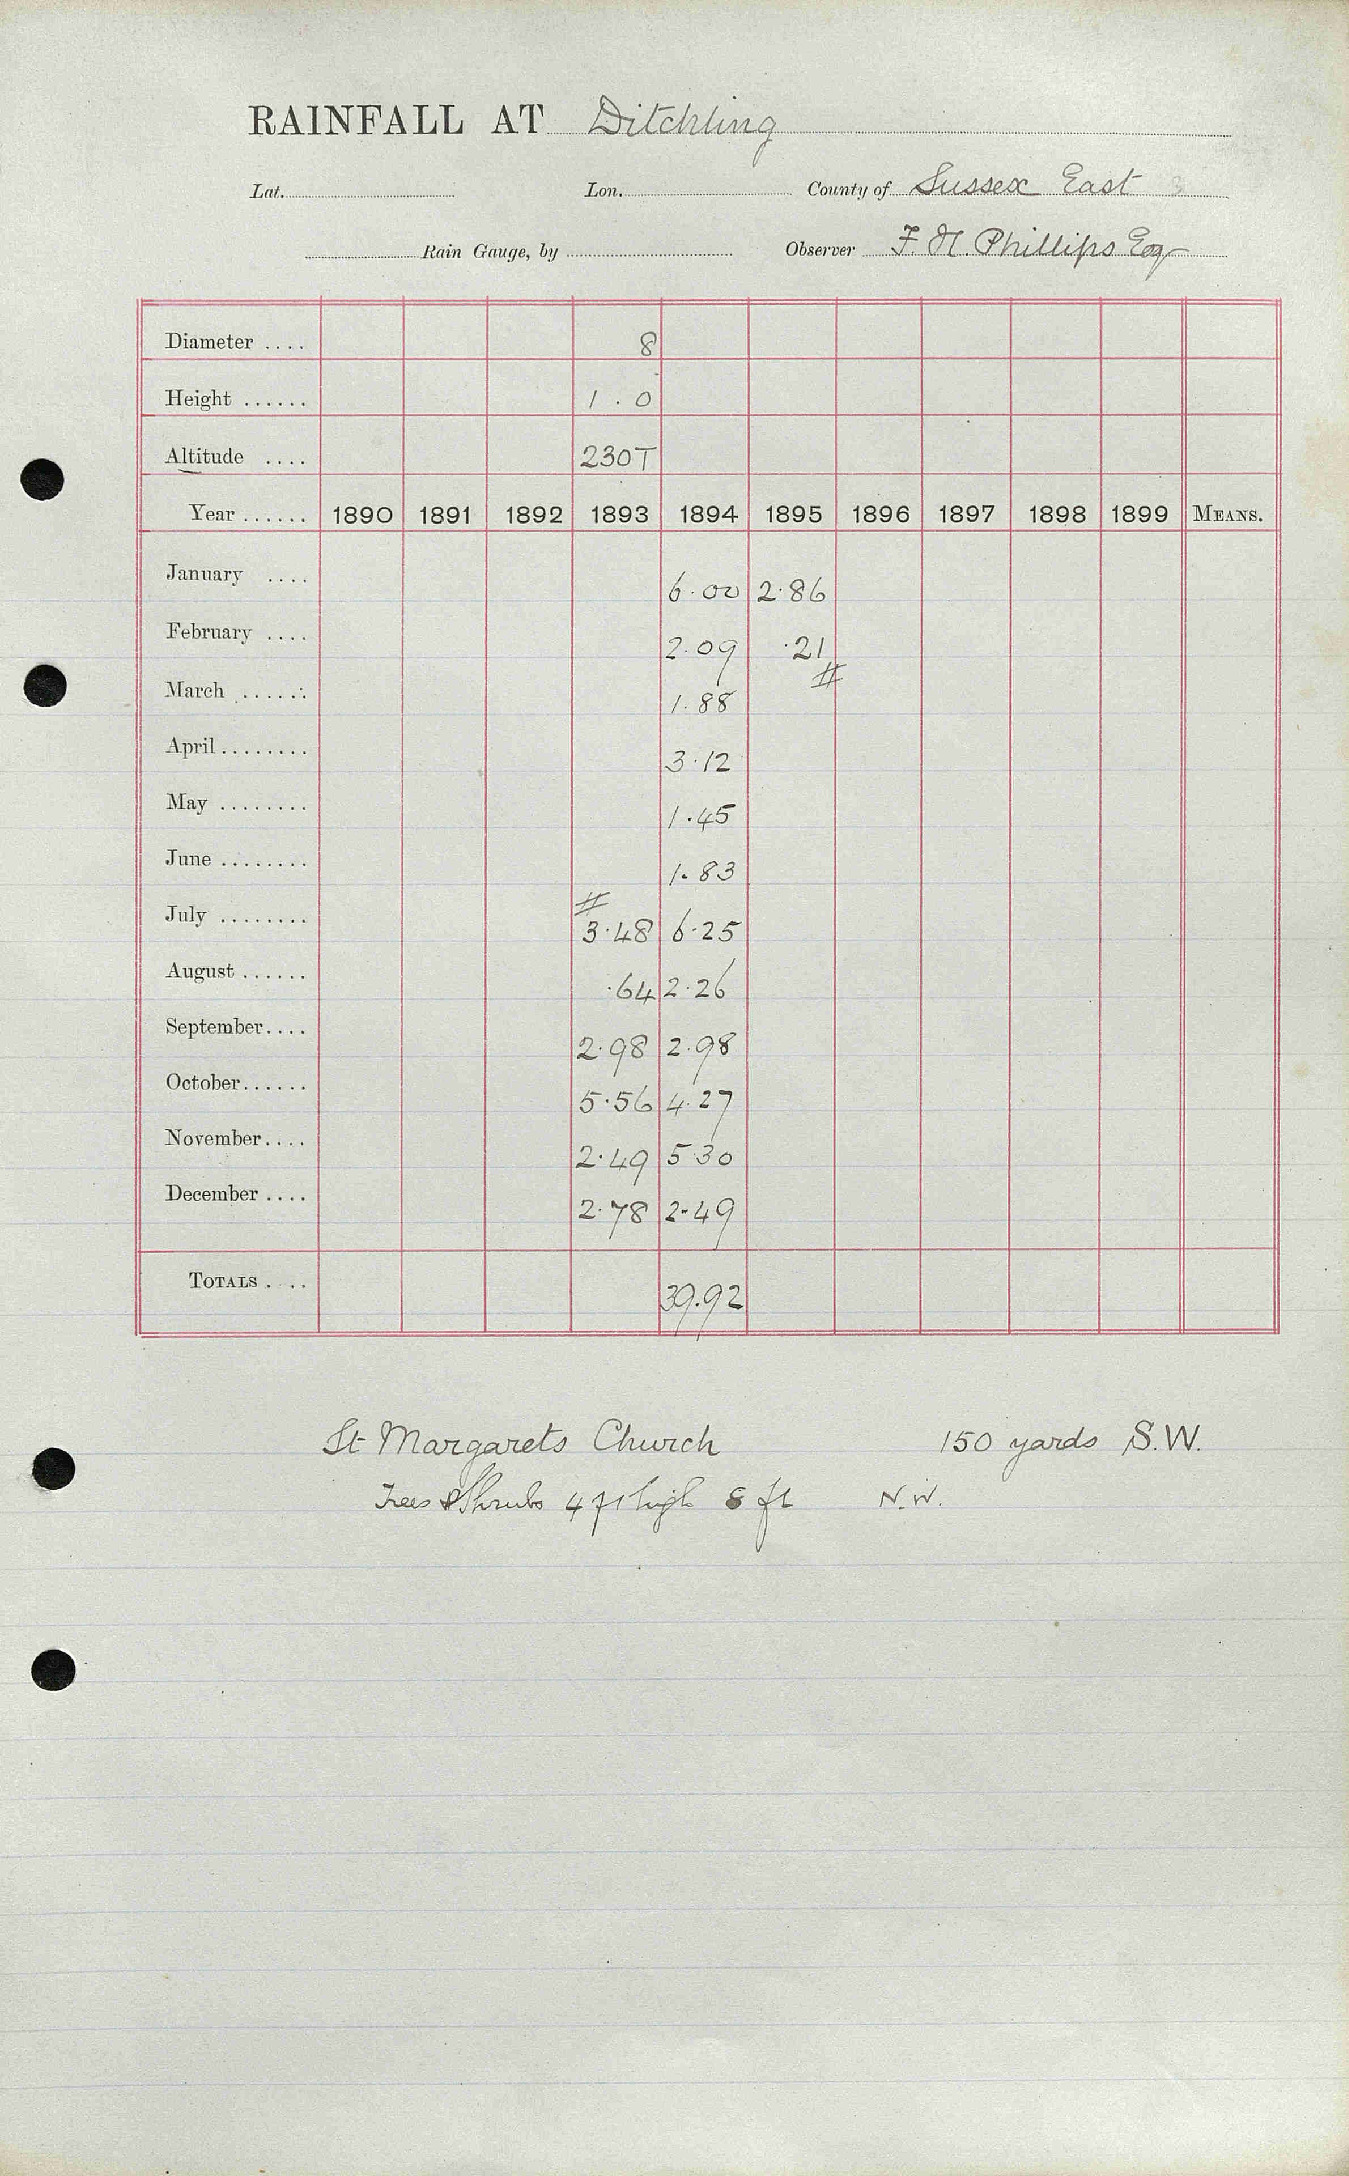 RAINFALL AT Ditchling
Lat. Lon. County of Sussex East 3
Rain Gauge, by Observer F. H. Phillips Esq
Diameter .... 8
Height ...... 1.0
Altitude .... 230T
Year ...... 1890 1891 1892 1893 1894 1895 1896 1897 1898 1899 MEANS.
January .... 6.00 2.86
February .... 2.09 .21
#
March ...... 1.88
April ........ 3.12
May ........ 1.45
June ........ 1.83
#
July ........ 3.48 6.25
August ...... .64 2.26
September.... 2.98 2.98
October...... 5.56 4.27
November.... 2.49 5.30
December .... 2.78 2.49
TOTALS .... 39.92
St Margarets Church 150 yards S.W.
Trees & Shrubs 4 ft high 8 ft N.W.